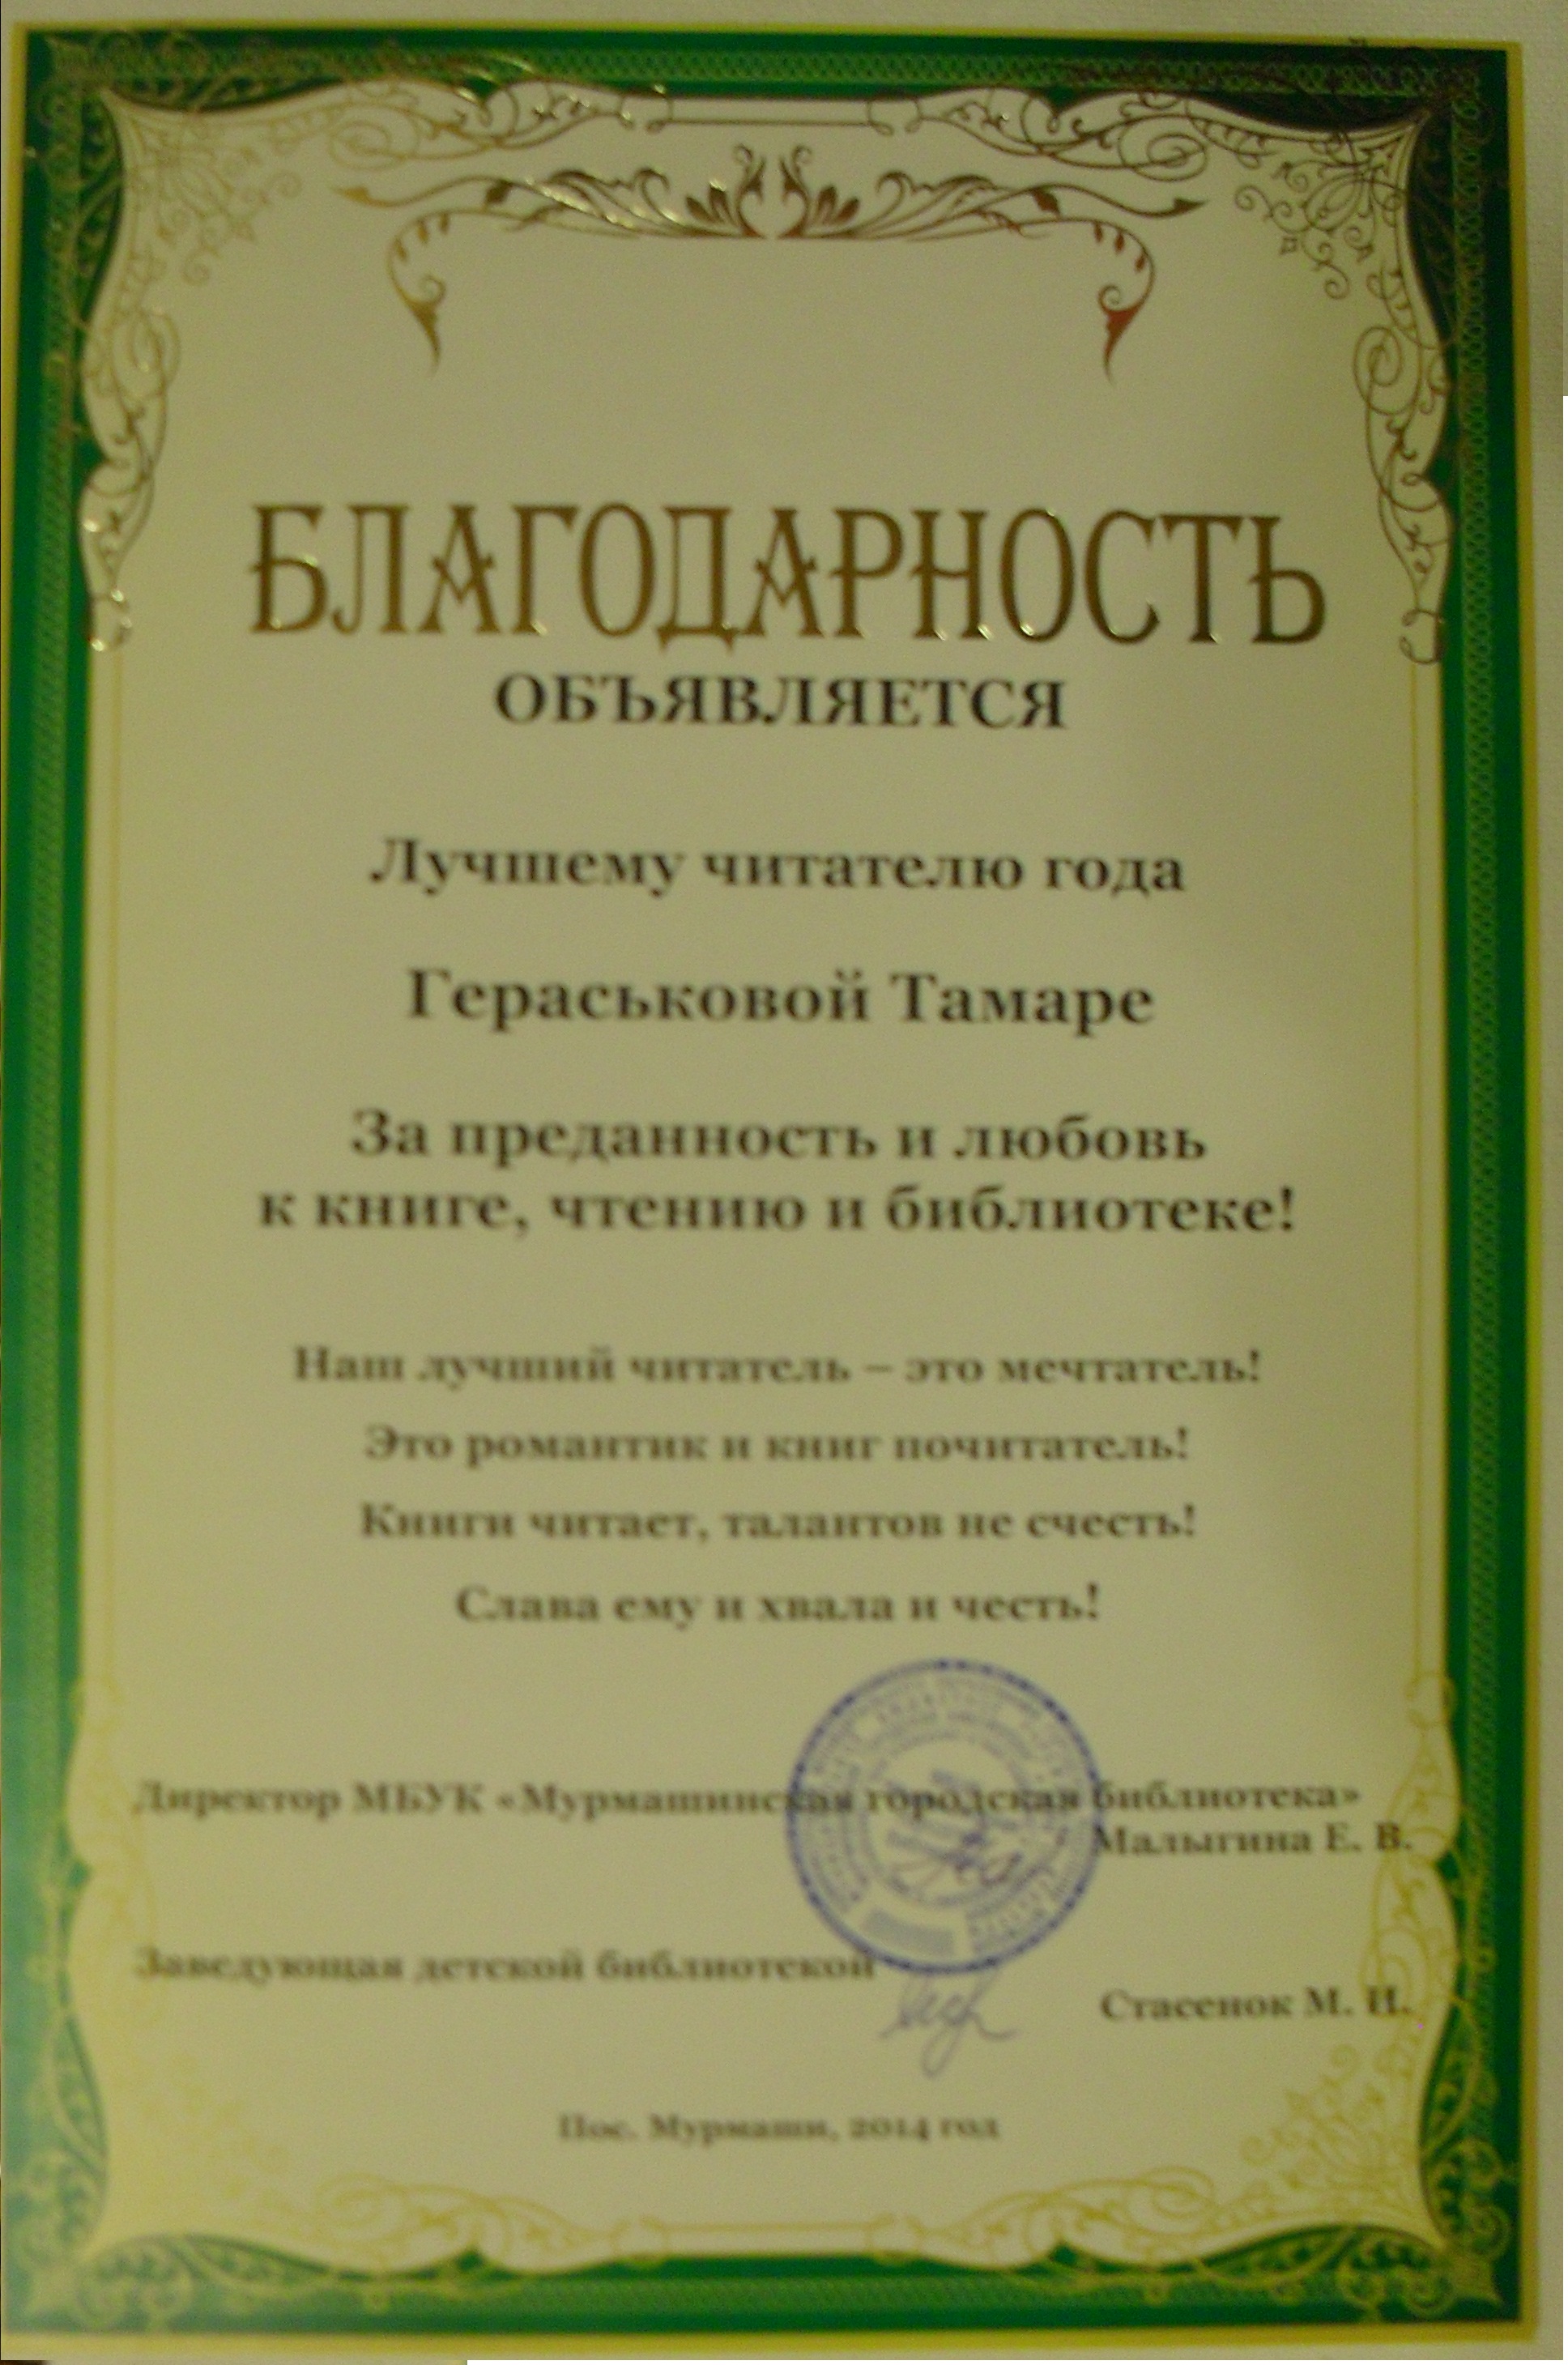 БЛАГОДАРНОСТЬ
ОБЪЯВЛЯЕТСЯ
Лучшему читателю года
Гераськовой Тамаре
За преданность и любовь
к книге, чтению и библиотеке!
Наш лучший читатель – это мечтатель!
Это романтик и книг почитатель!
Книги читает, талантов не счесть!
Слава ему и хвала и честь!
Директор МБУК «Мурмашинская городская библиотека»
Малыгина Е. В.
Заведующая детской библиотекой
Стасенок М. И.
Пос. Мурмаши, 2014 год